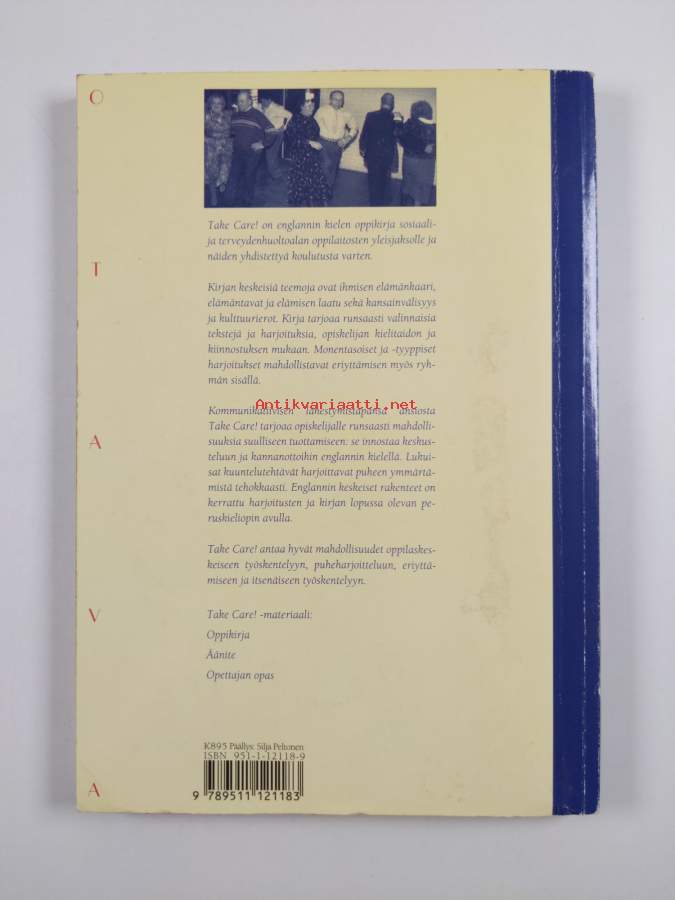 O
T
A
V
A
Take Care! on englannin kielen oppikirja sosiaali-
ja terveydenhuoltoalan oppilaitosten yleisjaksolle ja
näiden yhdistettyä koulutusta varten.
Kirjan keskeisiä teemoja ovat ihmisen elämänkaari,
elämäntavat ja elämisen laatu sekä kansainvälisyys
ja kulttuurierot. Kirja tarjoaa runsaasti valinnaisia
tekstejä ja harjoituksia, opiskelijan kielitaidon ja
kiinnostuksen mukaan. Monentasoiset ja -tyyppiset
harjoitukset mahdollistavat eriyttämisen myös ryh-
män sisällä.
Antikvariaatti.net
Kommunikatiivisen lähestymistapansa ansiosta
Take Care! tarjoaa opiskelijalle runsaasti mahdolli-
suuksia suulliseen tuottamiseen: se innostaa keskus-
teluun ja kannanottoihin englannin kielellä. Lukui-
sat kuuntelutehtävät harjoittavat puheen ymmärtä-
mistä tehokkaasti. Englannin keskeiset rakenteet on
kerrattu harjoitusten ja kirjan lopussa olevan pe-
ruskieliopin avulla.
Take Care! antaa hyvät mahdollisuudet oppilaskes-
keiseen työskentelyyn, puheharjoitteluun, eriyttä-
miseen ja itsenäiseen työskentelyyn.
Take Care! -materiaali:
Oppikirja
Äänite
Opettajan opas
K895 Päällys: Silja Peltonen
ISBN 951-1-12118-9
9 789511 121183